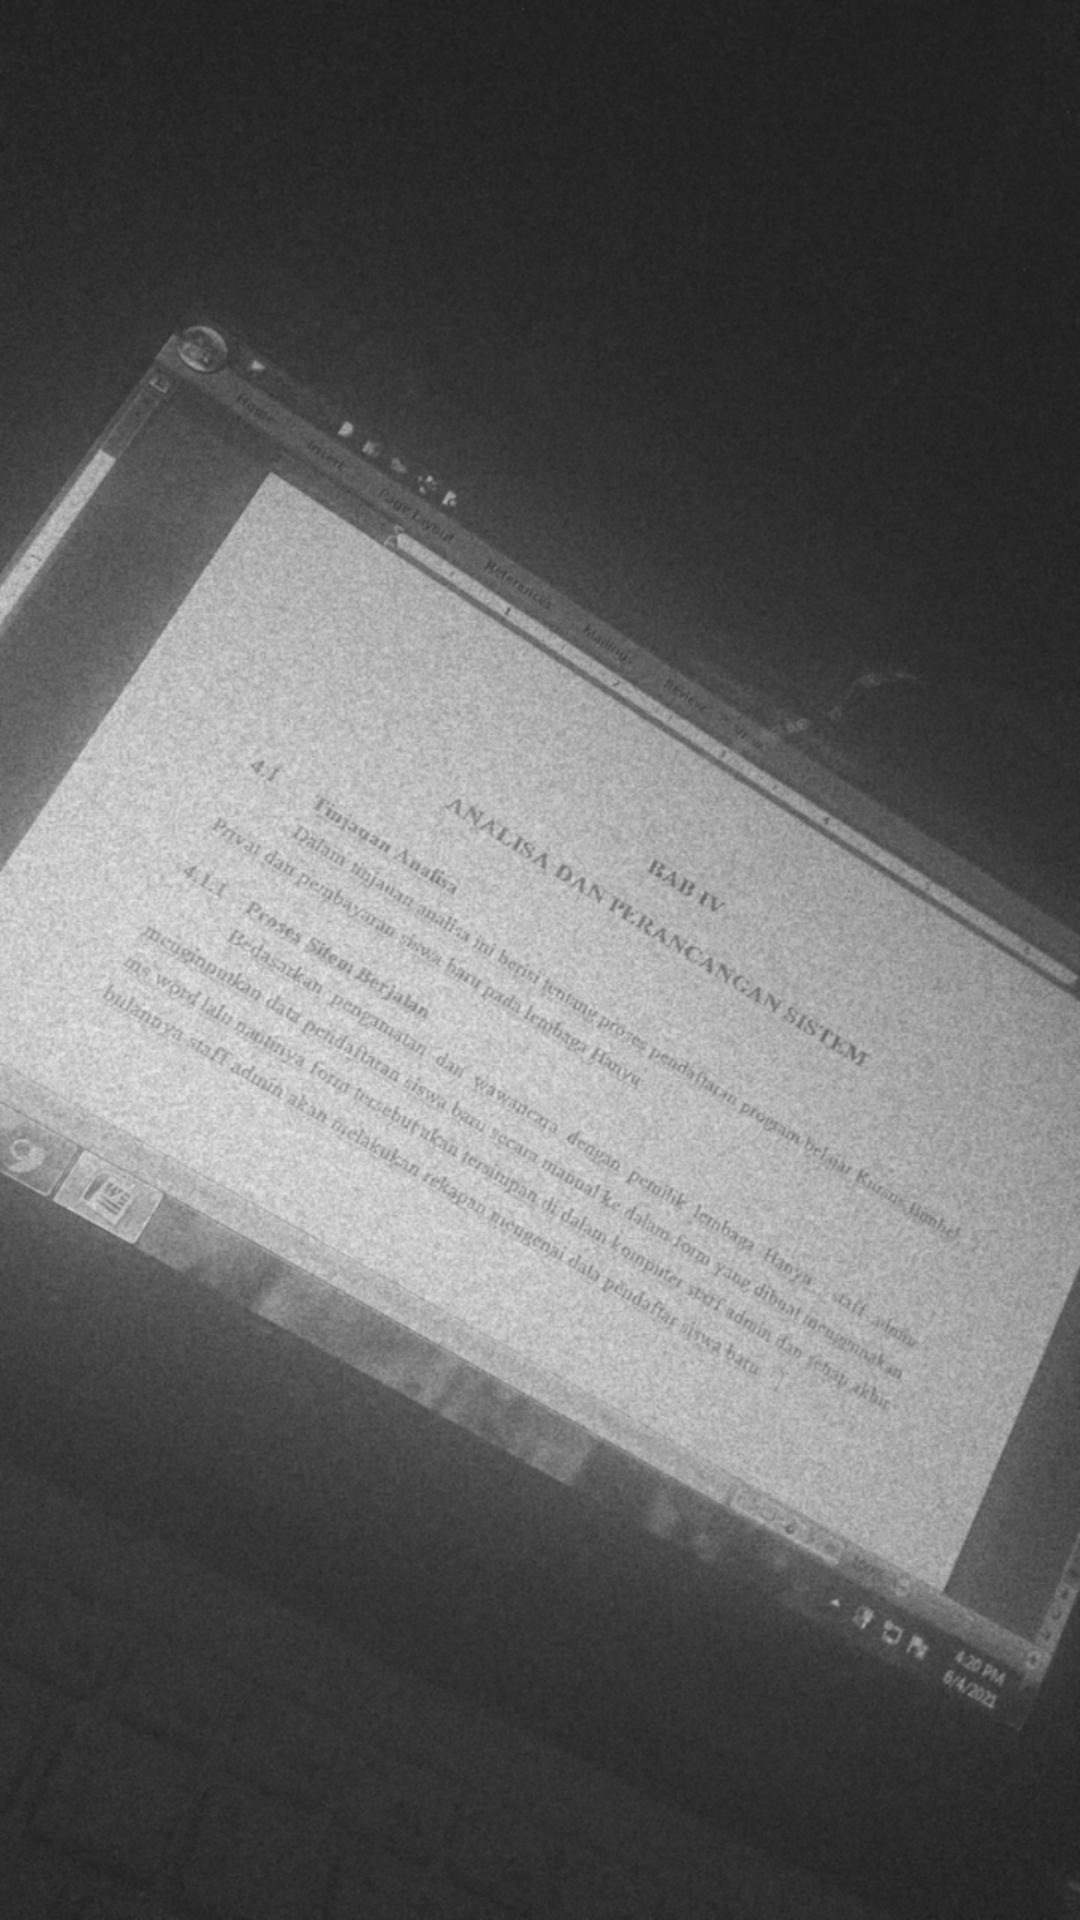 Home Insert Page Layout References Mailings Review
BAB IV
ANALISA DAN PERANCANGAN SISTEM
4.1 Tinjauan Analisa
Dalam tinjauan analisa ini berisi tentang proses pendaftaran program belajar Kursus, Bimbel
Privat dan pembayaran siswa baru pada lembaga Hanyu
4.1.1 Proses Sitem Berjalan
Bedasarkan pengamatan dan wawancara dengan pemilik lembaga Hanyu staff admin
menginputkan data pendaftaran siswa baru secara manual ke dalam form yang dibuat menggunakan
ms word lalu nantinya form tersebut akan tersimpan di dalam komputer staff admin dan setiap akhir
bulannya staff admin akan melakukan rekapan mengenai data pendaftar siswa baru
4:20 PM
6/4/2021